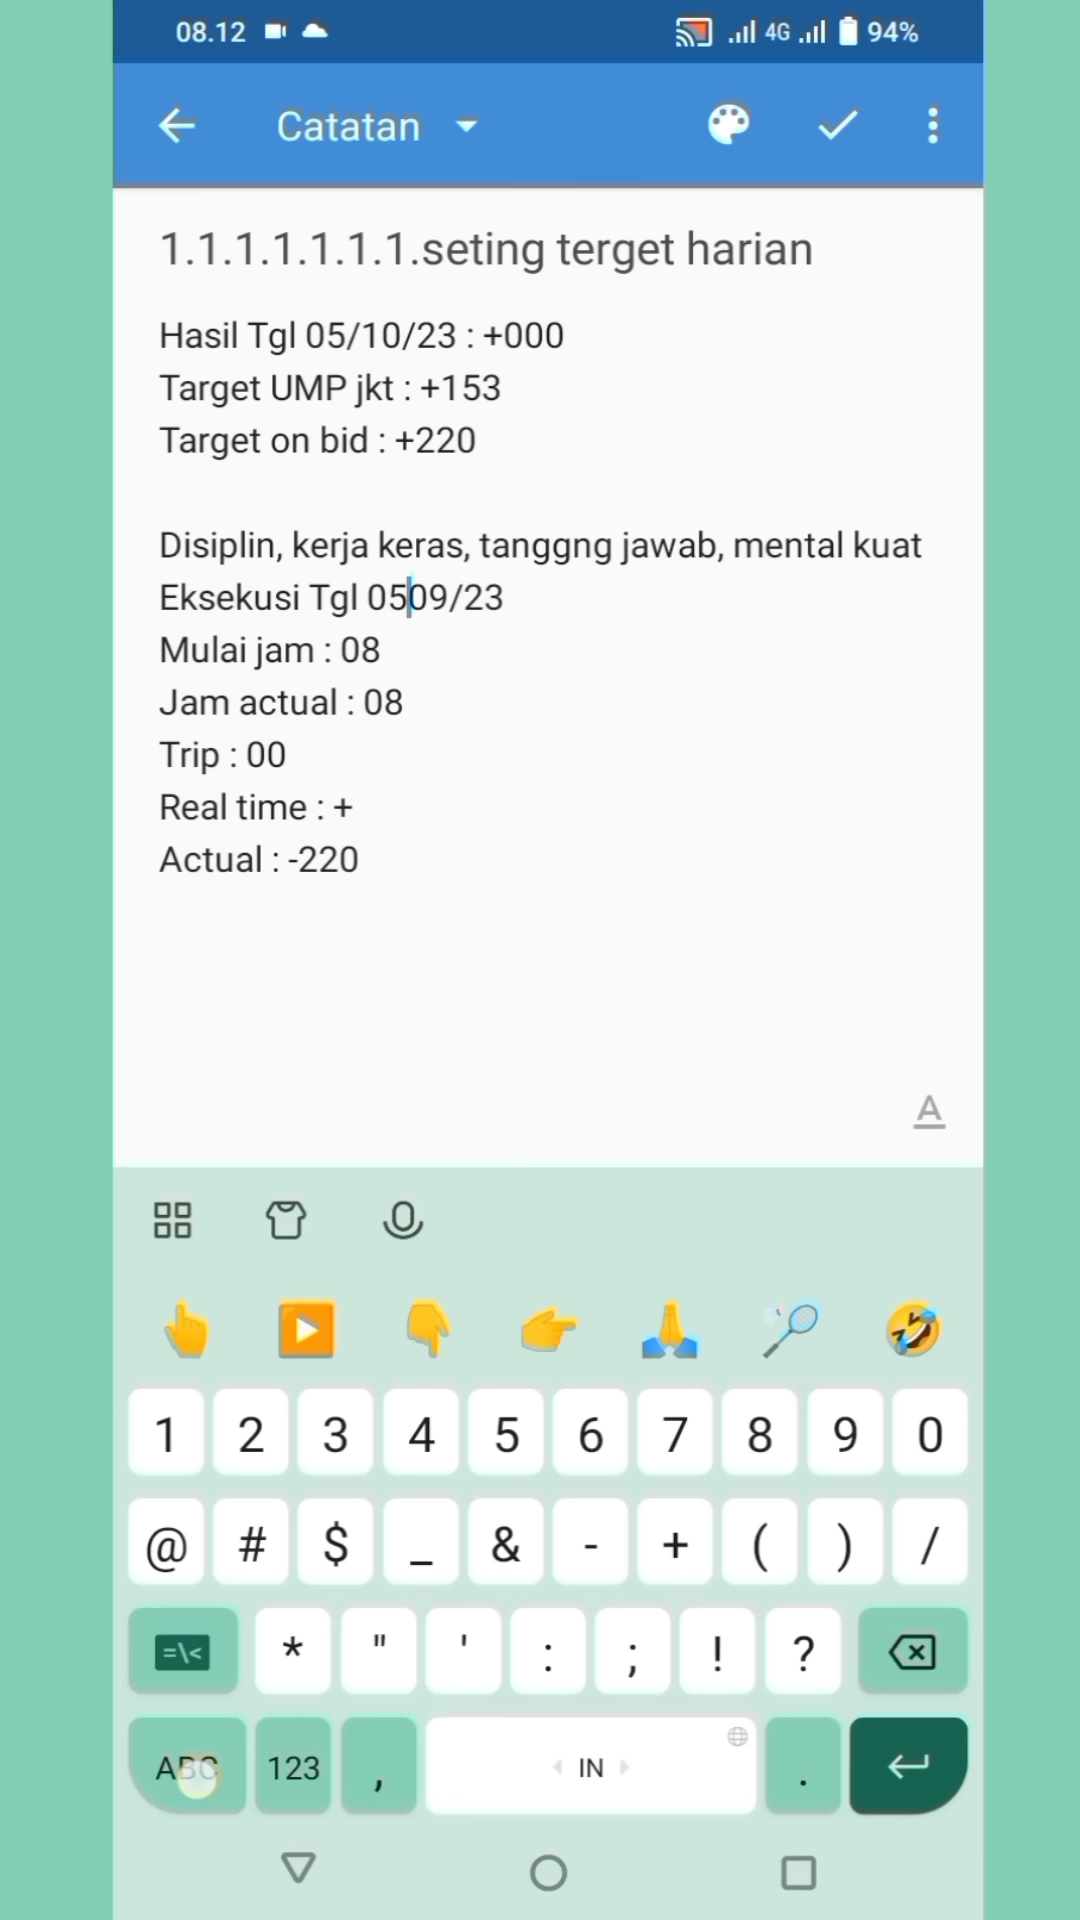 08.12 4G 94%
Catatan
1.1.1.1.1.1.1.seting terget harian
Hasil Tgl 05/10/23 : +000
Target UMP jkt : +153
Target on bid : +220
Disiplin, kerja keras, tanggng jawab, mental kuat
Eksekusi Tgl 0509/23
Mulai jam : 08
Jam actual : 08
Trip : 00
Real time : +
Actual : -220
A
1 2 3 4 5 6 7 8 9 0
@ # $ _ & - + ( ) /
=\< * " ' : ; ! ?
ABC 123 , IN .